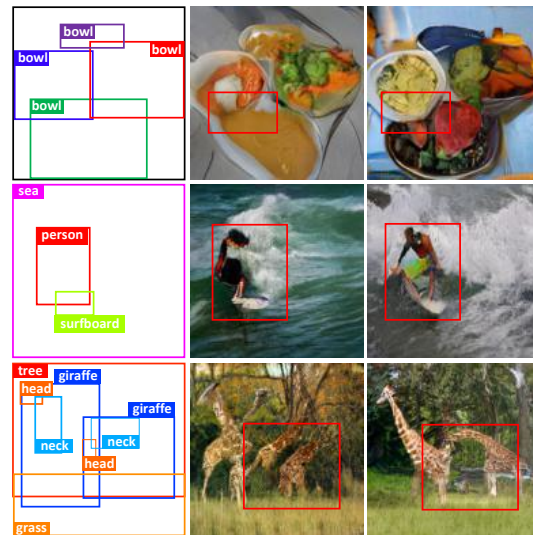 bowl
bowl
bowl
bowl
sea
person
surfboard
tree
giraffe
head
giraffe
neck
neck
head
grass